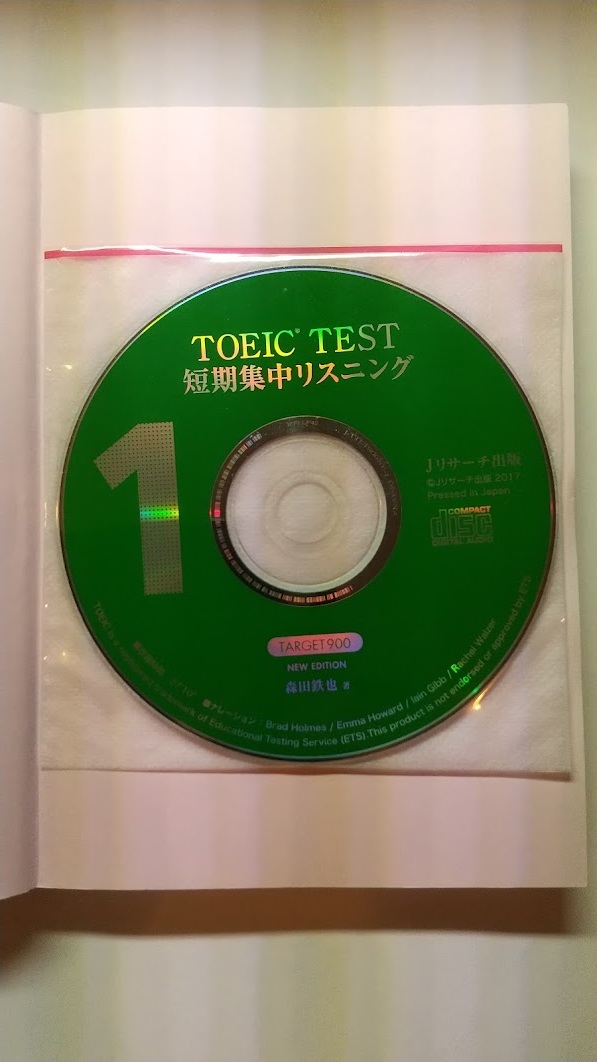 TOEIC® TEST
短期集中リスニング
1
Jリサーチ出版
©Jリサーチ出版 2017
Pressed in Japan
COMPACT
disc
DIGITAL AUDIO
TARGET900
NEW EDITION
森田鉄也 著
ナレーション：Brad Holmes / Emma Howard / Iain Gibb / Rachel Walzer
TOEIC is a registered trademark of Educational Testing Service (ETS).This product is not endorsed or approved by ETS.